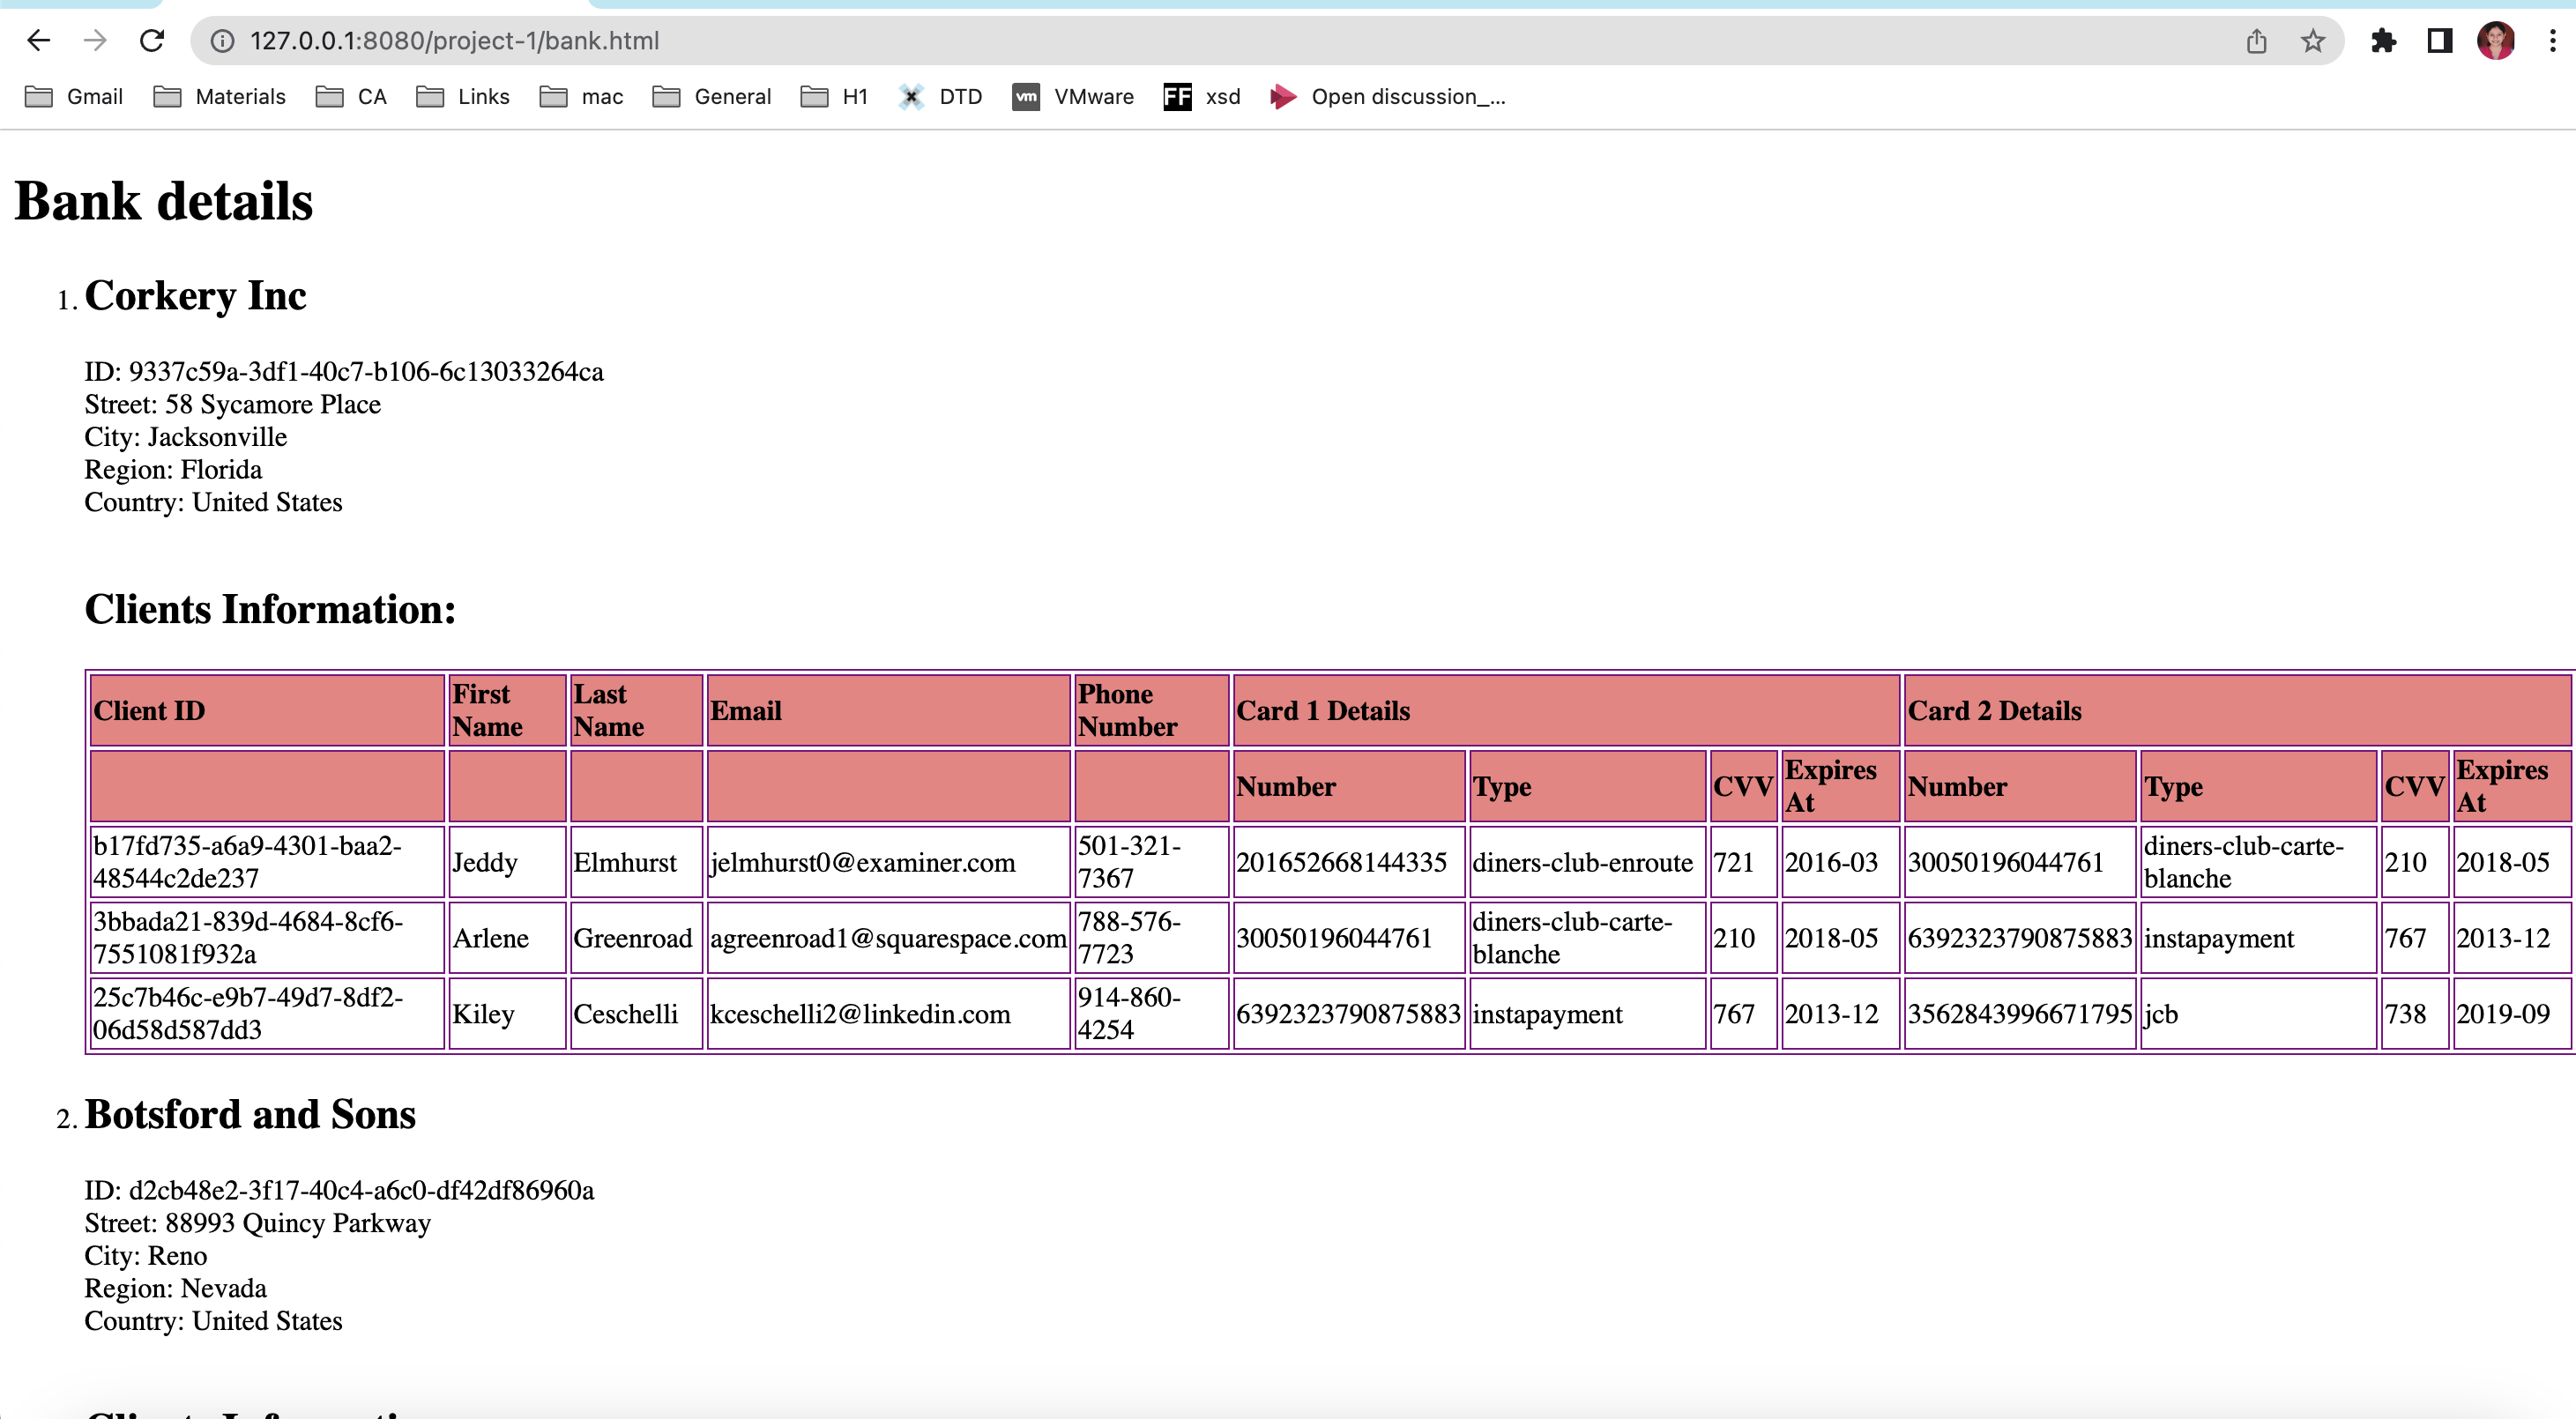 127.0.0.1:8080/project-1/bank.html
Gmail Materials CA Links mac General H1 DTD vm VMware FF xsd Open discussion_...
Bank details
1. Corkery Inc
ID: 9337c59a-3df1-40c7-b106-6c13033264ca
Street: 58 Sycamore Place
City: Jacksonville
Region: Florida
Country: United States
Clients Information:
Client ID First Name Last Name Email Phone Number Card 1 Details Card 2 Details
Number Type CVV Expires At Number Type CVV Expires At
b17fd735-a6a9-4301-baa2-48544c2de237 Jeddy Elmhurst jelmhurst0@examiner.com 501-321-7367 201652668144335 diners-club-enroute 721 2016-03 30050196044761 diners-club-carte-blanche 210 2018-05
3bbada21-839d-4684-8cf6-7551081f932a Arlene Greenroad agreenroad1@squarespace.com 788-576-7723 30050196044761 diners-club-carte-blanche 210 2018-05 6392323790875883 instapayment 767 2013-12
25c7b46c-e9b7-49d7-8df2-06d58d587dd3 Kiley Ceschelli kceschelli2@linkedin.com 914-860-4254 6392323790875883 instapayment 767 2013-12 3562843996671795 jcb 738 2019-09
2. Botsford and Sons
ID: d2cb48e2-3f17-40c4-a6c0-df42df86960a
Street: 88993 Quincy Parkway
City: Reno
Region: Nevada
Country: United States